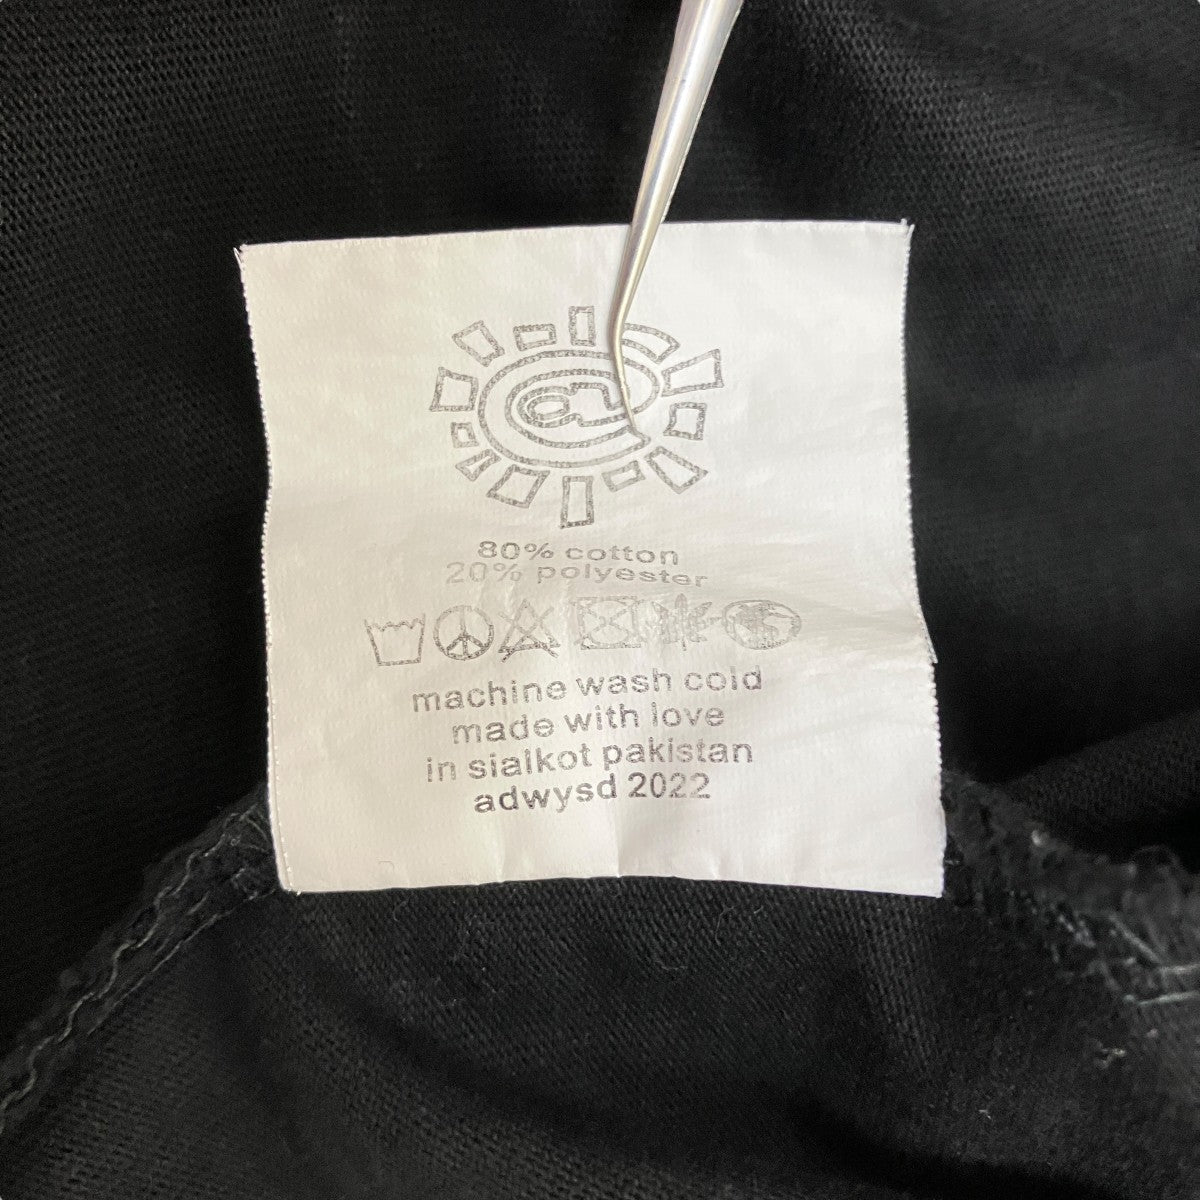 @
80% cotton
20% polyester
machine wash cold
made with love
in sialkot pakistan
adwysd 2022